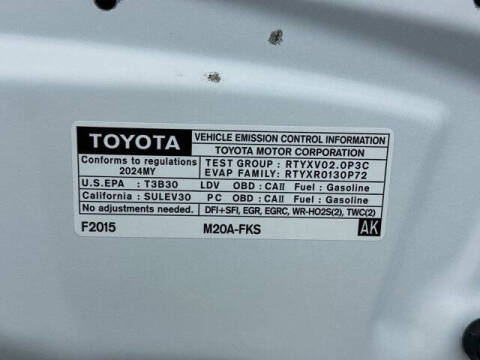 TOYOTA
VEHICLE EMISSION CONTROL INFORMATION
TOYOTA MOTOR CORPORATION
Conforms to regulations
2024MY
TEST GROUP : RTYXV02.0P3C
EVAP FAMILY: RTYXR0130P72
U.S.EPA : T3B30 LDV OBD : CAII Fuel : Gasoline
California : SULEV30 PC OBD : CAII Fuel : Gasoline
No adjustments needed. DFI+SFI, EGR, EGRC, WR-HO2S(2), TWC(2)
F2015 M20A-FKS AK